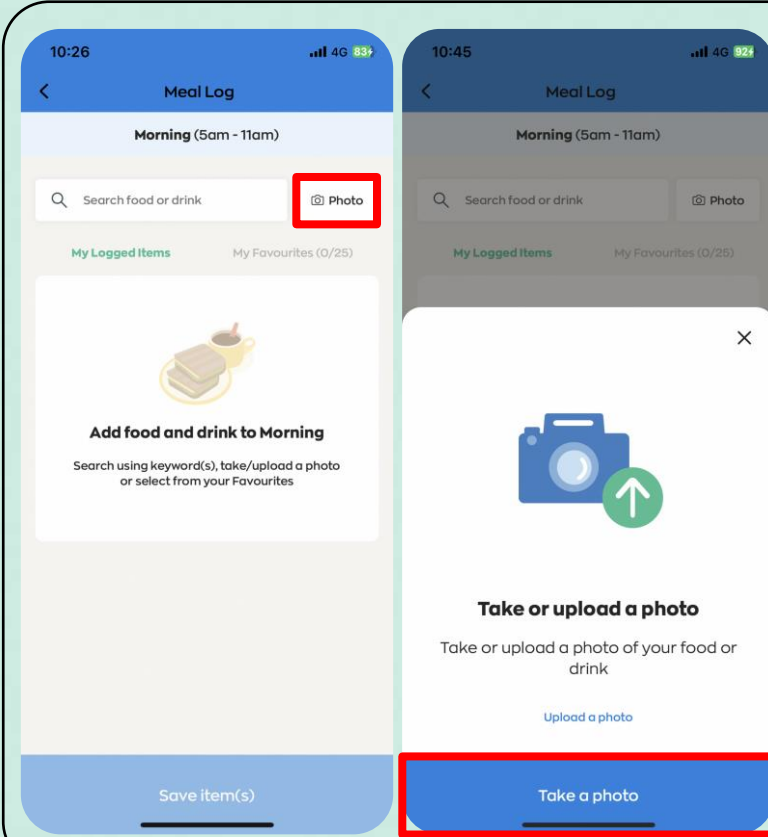 10:26
4G 83
Meal Log
Morning (5am - 11am)
Search food or drink
Photo
My Logged Items
My Favourites (0/25)
Add food and drink to Morning
Search using keyword(s), take/upload a photo
or select from your Favourites
Save item(s)
10:45
4G 92
Meal Log
Morning (5am - 11am)
Search food or drink
Photo
My Logged Items
My Favourites (0/25)
Take or upload a photo
Take or upload a photo of your food or
drink
Upload a photo
Take a photo